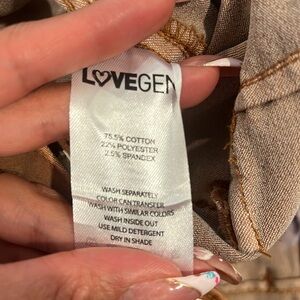 LOVEGEN
75.5% COTTON
22% POLYESTER
2.5% SPANDEX
WASH SEPARATELY
COLOR CAN TRANSFER
WASH WITH SIMILAR COLORS
WASH INSIDE OUT
USE MILD DETERGENT
DRY IN SHADE